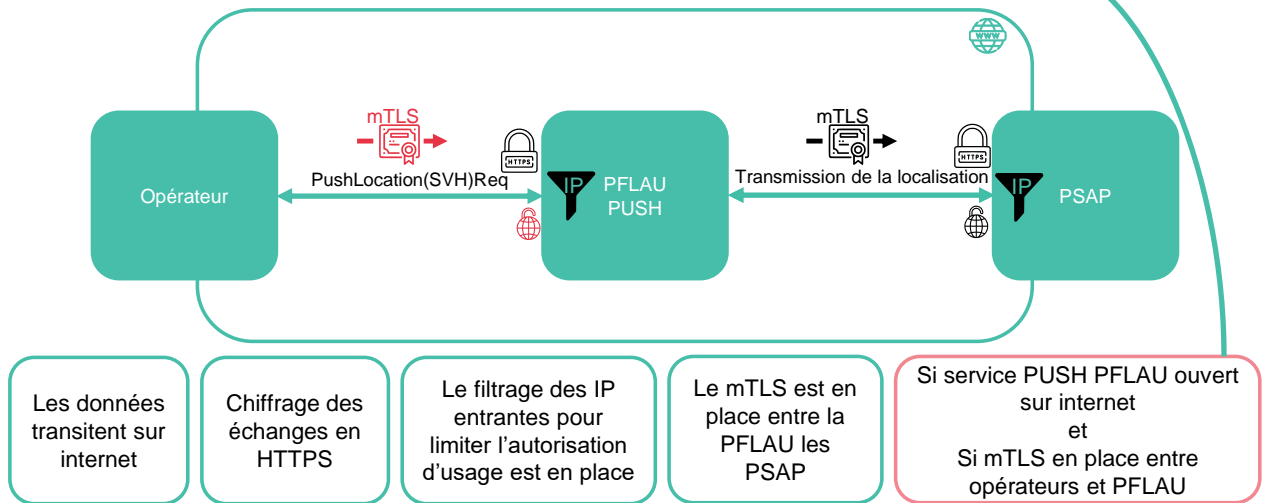 www
mTLS
mTLS
HTTPS
HTTPS
PushLocation(SVH)Req
Transmission de la localisation
Opérateur
IP
PFLAU
PUSH
IP
PSAP
Les données
transitent sur
internet
Chiffrage des
échanges en
HTTPS
Le filtrage des IP
entrantes pour
limiter l’autorisation
d’usage est en place
Le mTLS est en
place entre la
PFLAU les
PSAP
Si service PUSH PFLAU ouvert
sur internet
et
Si mTLS en place entre
opérateurs et PFLAU